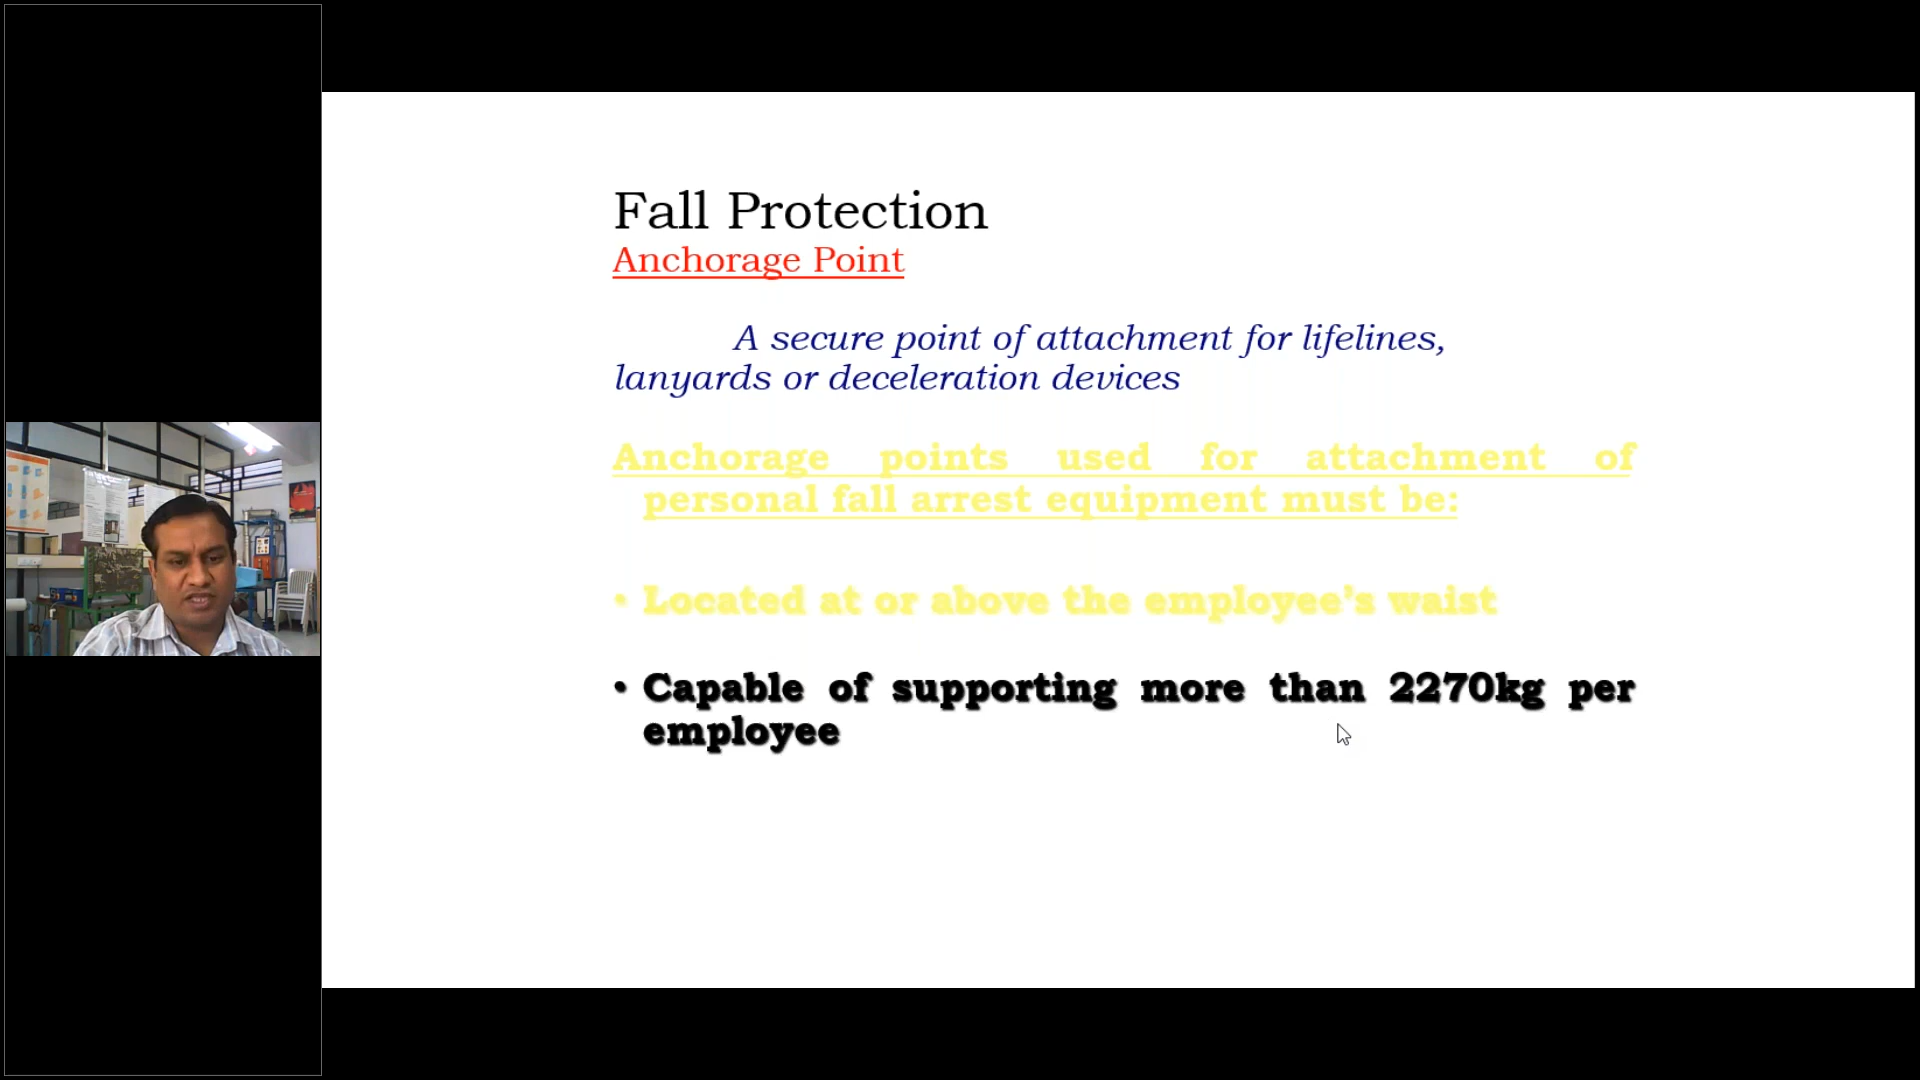 Fall Protection
Anchorage Point
A secure point of attachment for lifelines,
lanyards or deceleration devices
Anchorage points used for attachment of
personal fall arrest equipment must be:
• Located at or above the employee's waist
• Capable of supporting more than 2270kg per
employee